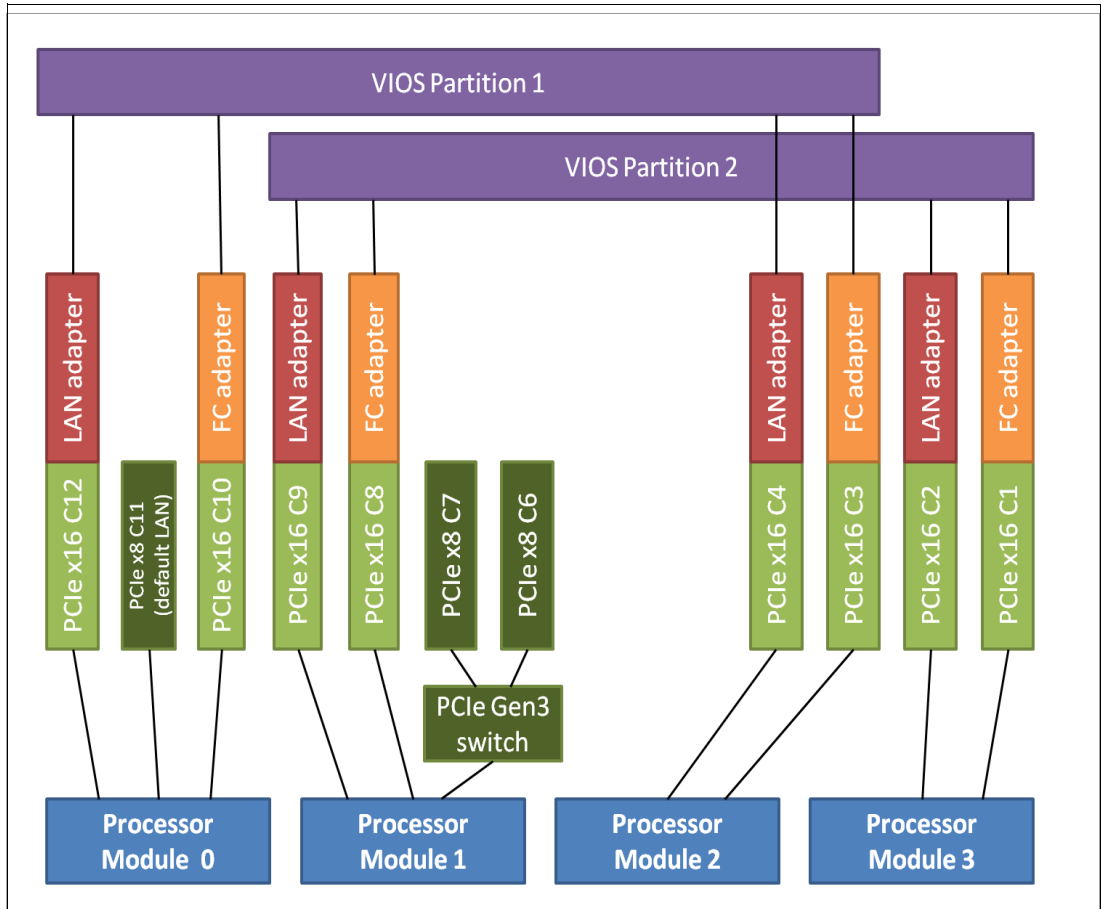 VIOS Partition 1
VIOS Partition 2
LAN adapter
FC adapter
LAN adapter
FC adapter
LAN adapter
FC adapter
LAN adapter
FC adapter
PCIe x16 C12
PCIe x8 C11
(default LAN)
PCIe x16 C10
PCIe x16 C9
PCIe x16 C8
PCIe x8 C7
PCIe x8 C6
PCIe x16 C4
PCIe x16 C3
PCIe x16 C2
PCIe x16 C1
PCIe Gen3
switch
Processor
Module 0
Processor
Module 1
Processor
Module 2
Processor
Module 3